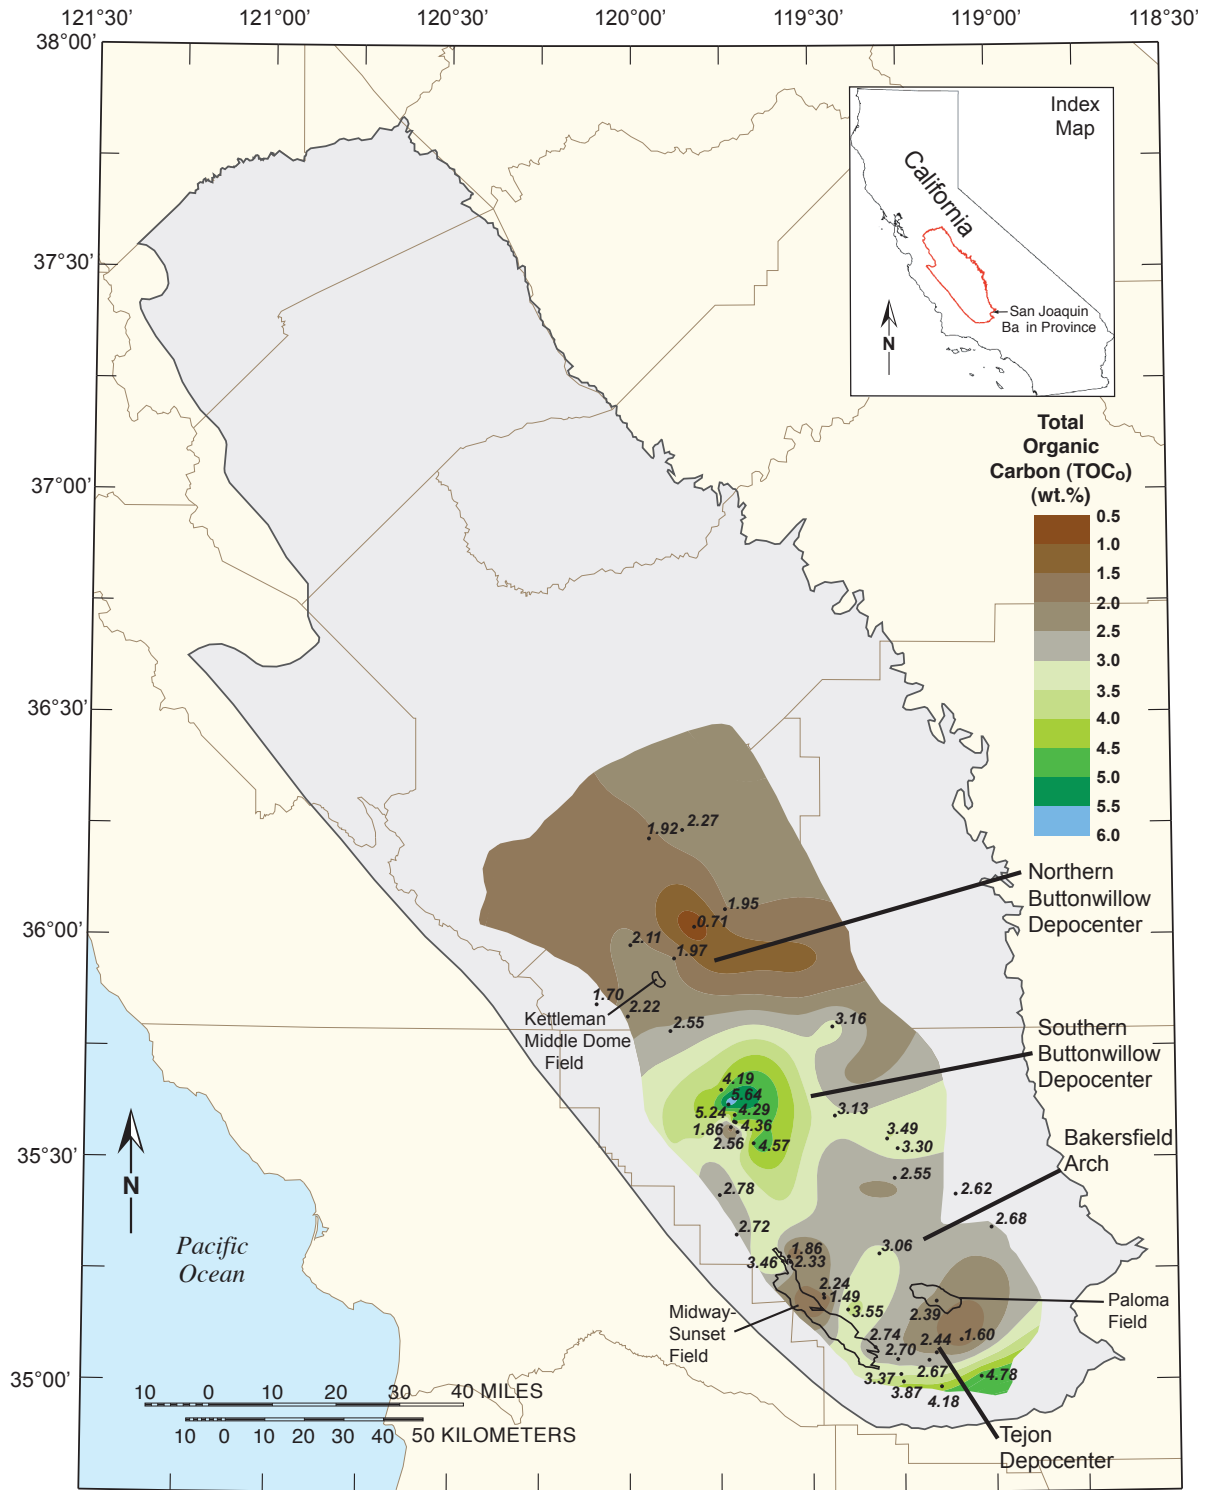 121°30' 121°00' 120°30' 120°00' 119°30' 119°00' 118°30'
38°00'
37°30'
37°00'
36°30'
36°00'
35°30'
35°00'
Index
Map
California
San Joaquin
Ba in Province
N
Total
Organic
Carbon (TOCo)
(wt.%)
0.5
1.0
1.5
2.0
2.5
3.0
3.5
4.0
4.5
5.0
5.5
6.0
1.92
2.27
1.95
0.71
2.11
1.97
1.70
2.22
2.55
3.16
Northern
Buttonwillow
Depocenter
Kettleman
Middle Dome
Field
Southern
Buttonwillow
Depocenter
4.19
5.64
5.24
4.29
1.86
4.36
2.56
4.57
3.13
3.49
3.30
2.55
2.62
2.68
2.78
2.72
Bakersfield
Arch
3.06
1.86
3.46
2.33
2.24
1.49
3.55
2.39
1.60
2.74
2.44
2.70
2.67
3.37
3.87
4.18
4.78
Midway-
Sunset
Field
Paloma
Field
Tejon
Depocenter
N
Pacific
Ocean
10 0 10 20 30 40 MILES
10 0 10 20 30 40 50 KILOMETERS